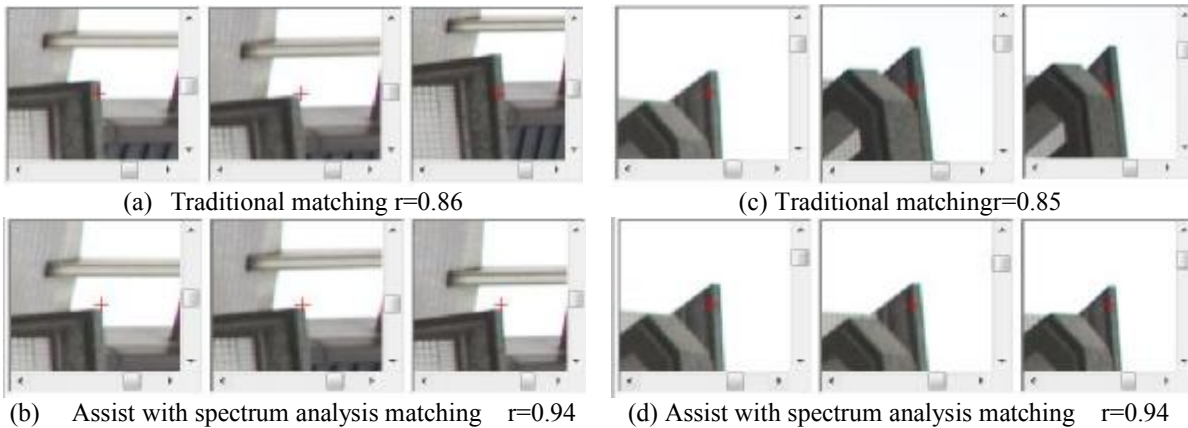 (a) Traditional matching r=0.86
(c) Traditional matchingr=0.85
(b) Assist with spectrum analysis matching r=0.94
(d) Assist with spectrum analysis matching r=0.94